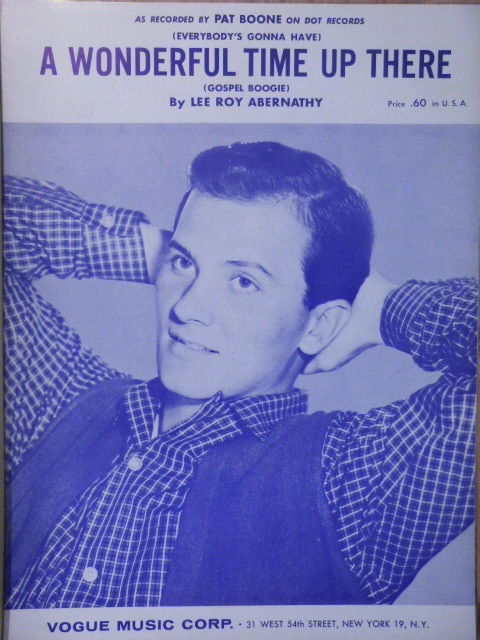 AS RECORDED BY PAT BOONE ON DOT RECORDS
(EVERYBODY'S GONNA HAVE)
A WONDERFUL TIME UP THERE
(GOSPEL BOOGIE)
By LEE ROY ABERNATHY
Price .60 in U.S.A.
VOGUE MUSIC CORP. • 31 WEST 54th STREET, NEW YORK 19, N.Y.